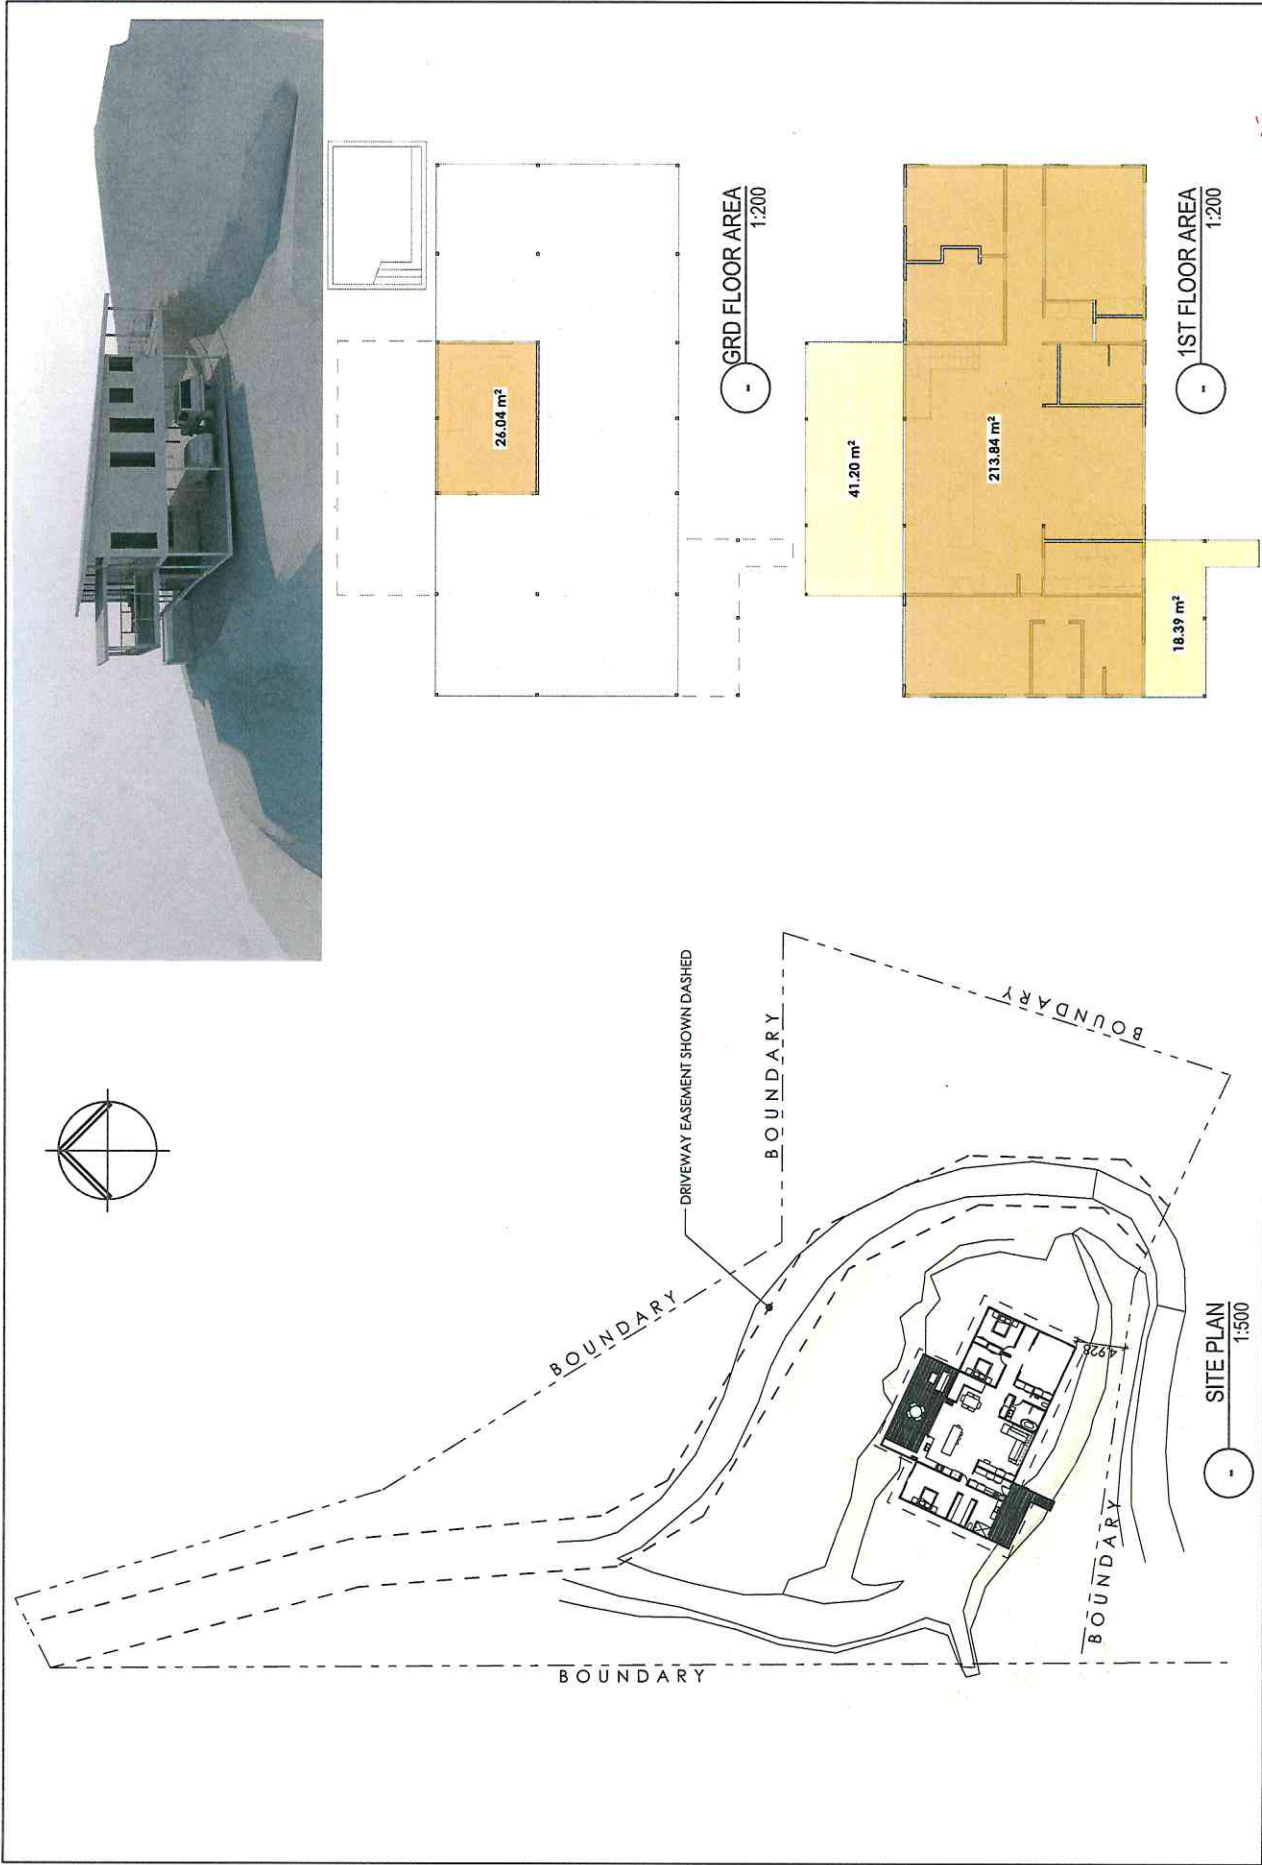 DRIVEWAY EASEMENT SHOWN DASHED
BOUNDARY
BOUNDARY
BOUNDARY
BOUNDARY
BOUNDARY
4,928
-
SITE PLAN
1:500
26.04 m²
-
GRD FLOOR AREA
1:200
41.20 m²
213.84 m²
18.39 m²
-
1ST FLOOR AREA
1:200